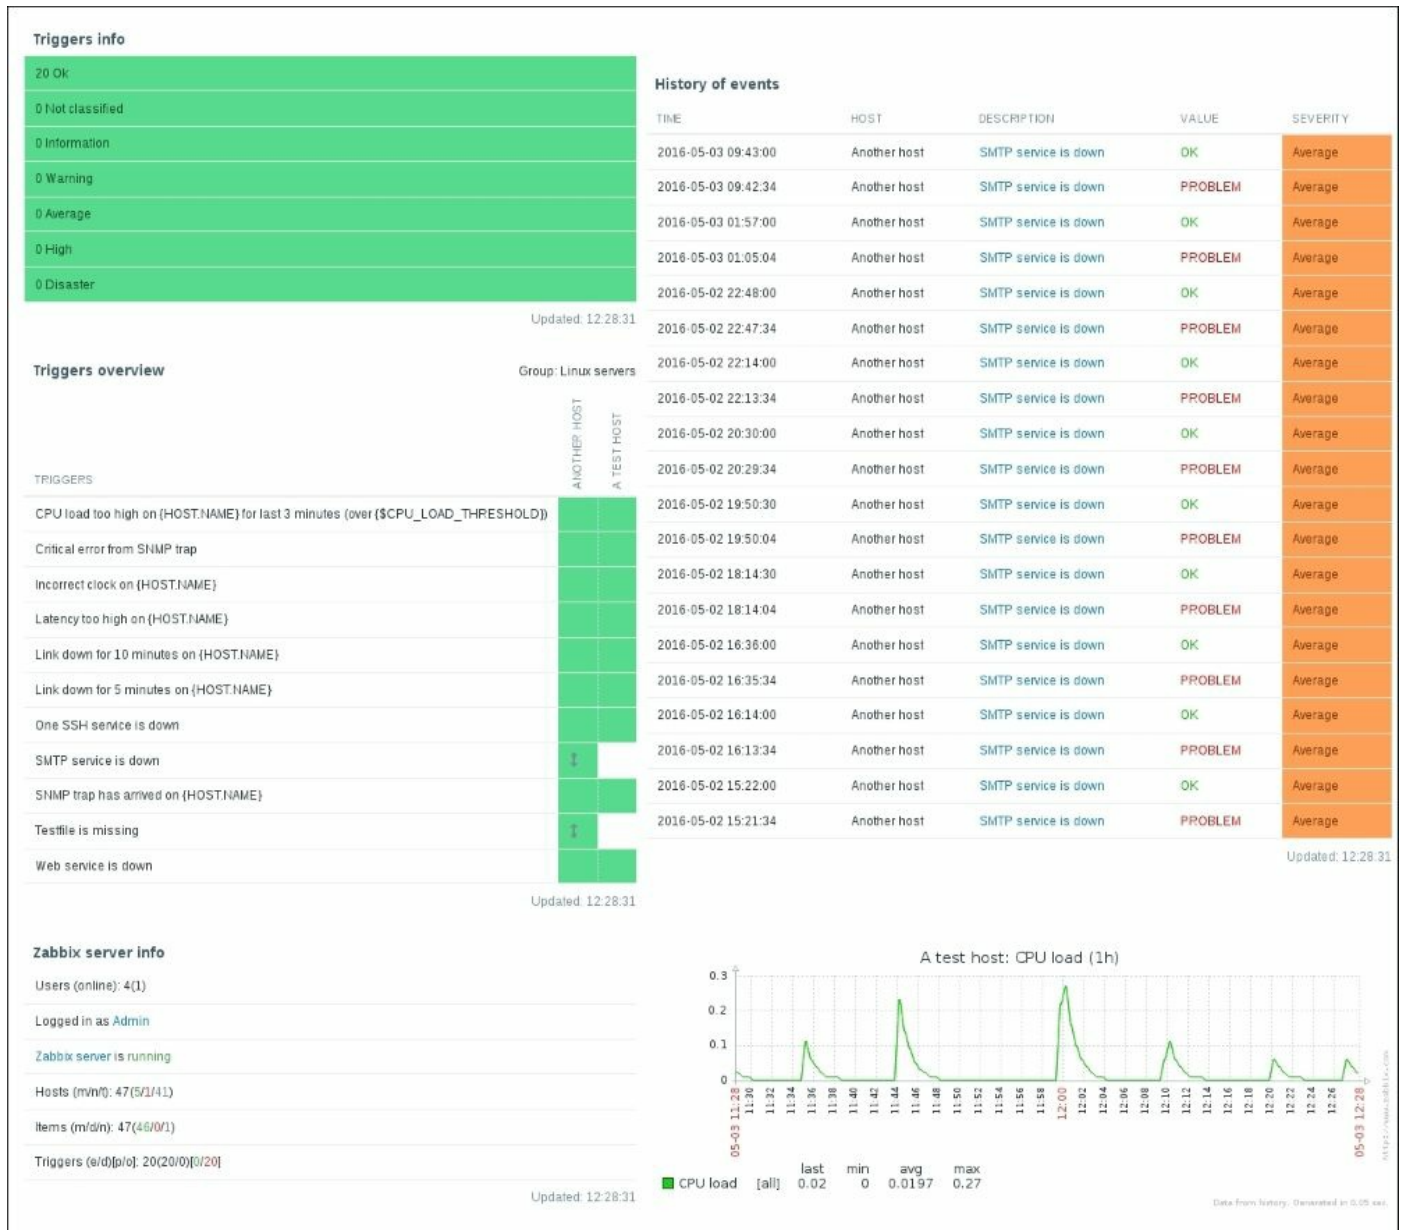 Triggers info
20 Ok
0 Not classified
0 Information
0 Warning
0 Average
0 High
0 Disaster
Updated: 12:28:31
Triggers overview
Group: Linux servers
TRIGGERS
ANOTHER HOST
A TEST HOST
CPU load too high on {HOST.NAME} for last 3 minutes (over {$CPU_LOAD_THRESHOLD})
Critical error from SNMP trap
Incorrect clock on {HOST.NAME}
Latency too high on {HOST.NAME}
Link down for 10 minutes on {HOST.NAME}
Link down for 5 minutes on {HOST.NAME}
One SSH service is down
SMTP service is down
SNMP trap has arrived on {HOST.NAME}
Testfile is missing
Web service is down
Updated: 12:28:31
Zabbix server info
Users (online): 4(1)
Logged in as Admin
Zabbix server is running
Hosts (m/n/t): 47(5/1/41)
Items (m/d/n): 47(46/0/1)
Triggers (e/d)[p/o]: 20(20/0)[0/20]
Updated: 12:28:31
History of events
TIME HOST DESCRIPTION VALUE SEVERITY
2016-05-03 09:43:00 Another host SMTP service is down OK Average
2016-05-03 09:42:34 Another host SMTP service is down PROBLEM Average
2016-05-03 01:57:00 Another host SMTP service is down OK Average
2016-05-03 01:05:04 Another host SMTP service is down PROBLEM Average
2016-05-02 22:48:00 Another host SMTP service is down OK Average
2016-05-02 22:47:34 Another host SMTP service is down PROBLEM Average
2016-05-02 22:14:00 Another host SMTP service is down OK Average
2016-05-02 22:13:34 Another host SMTP service is down PROBLEM Average
2016-05-02 20:30:00 Another host SMTP service is down OK Average
2016-05-02 20:29:34 Another host SMTP service is down PROBLEM Average
2016-05-02 19:50:30 Another host SMTP service is down OK Average
2016-05-02 19:50:04 Another host SMTP service is down PROBLEM Average
2016-05-02 18:14:30 Another host SMTP service is down OK Average
2016-05-02 18:14:04 Another host SMTP service is down PROBLEM Average
2016-05-02 16:36:00 Another host SMTP service is down OK Average
2016-05-02 16:35:34 Another host SMTP service is down PROBLEM Average
2016-05-02 16:14:00 Another host SMTP service is down OK Average
2016-05-02 16:13:34 Another host SMTP service is down PROBLEM Average
2016-05-02 15:22:00 Another host SMTP service is down OK Average
2016-05-02 15:21:34 Another host SMTP service is down PROBLEM Average
Updated: 12:28:31
A test host: CPU load (1h)
0.3
0.2
0.1
0
05-03 11:28 11:30 11:32 11:34 11:36 11:38 11:40 11:42 11:44 11:46 11:48 11:50 11:52 11:54 11:56 11:58 12:00 12:02 12:04 12:06 12:08 12:10 12:12 12:14 12:16 12:18 12:20 12:22 12:24 12:26 05-03 12:28
http://www.zabbix.com
last min avg max
CPU load [all] 0.02 0 0.0197 0.27
Data from history. Generated in 0.05 sec.